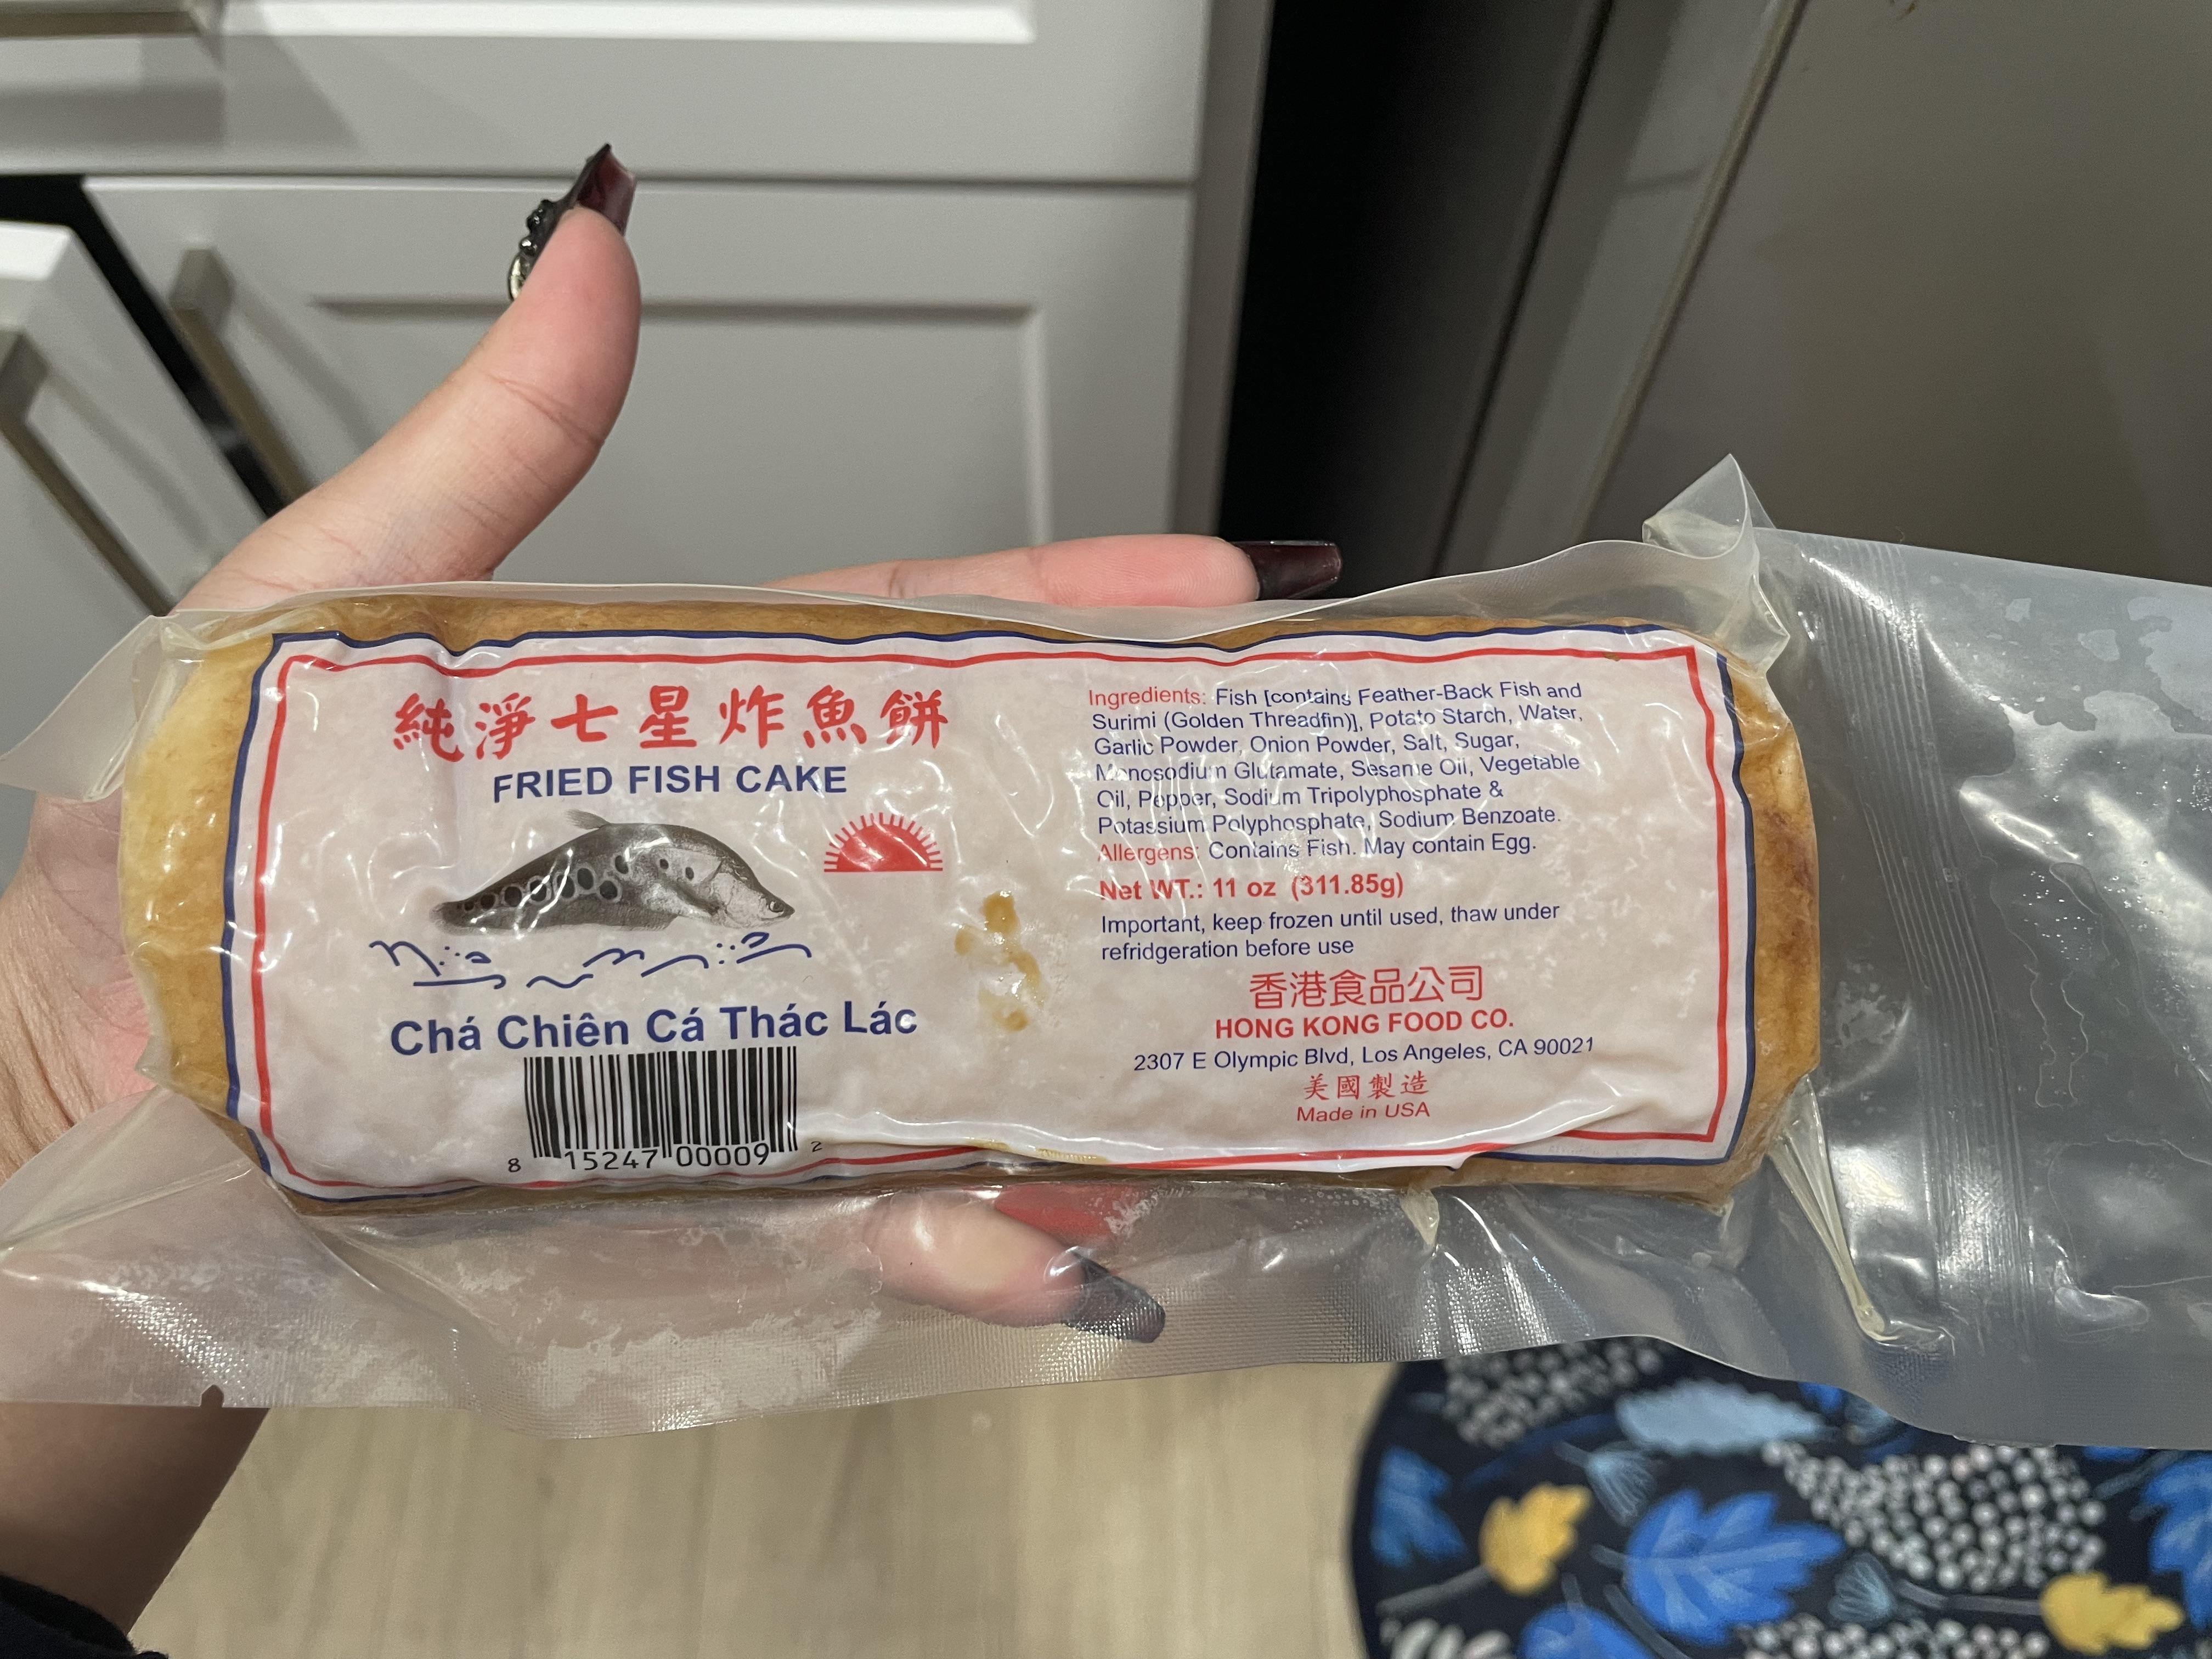 純淨七星炸魚餅
FRIED FISH CAKE
Chá Chiên Cá Thác Lác
8 15247 00009 2
Ingredients: Fish [contains Feather-Back Fish and
Surimi (Golden Threadfin)], Potato Starch, Water,
Garlic Powder, Onion Powder, Salt, Sugar,
Monosodium Glutamate, Sesame Oil, Vegetable
Oil, Pepper, Sodium Tripolyphosphate &
Potassium Polyphosphate, Sodium Benzoate.
Allergens: Contains Fish. May contain Egg.
Net WT.: 11 oz (311.85g)
Important, keep frozen until used, thaw under
refridgeration before use
香港食品公司
HONG KONG FOOD CO.
2307 E Olympic Blvd, Los Angeles, CA 90021
美國製造
Made in USA